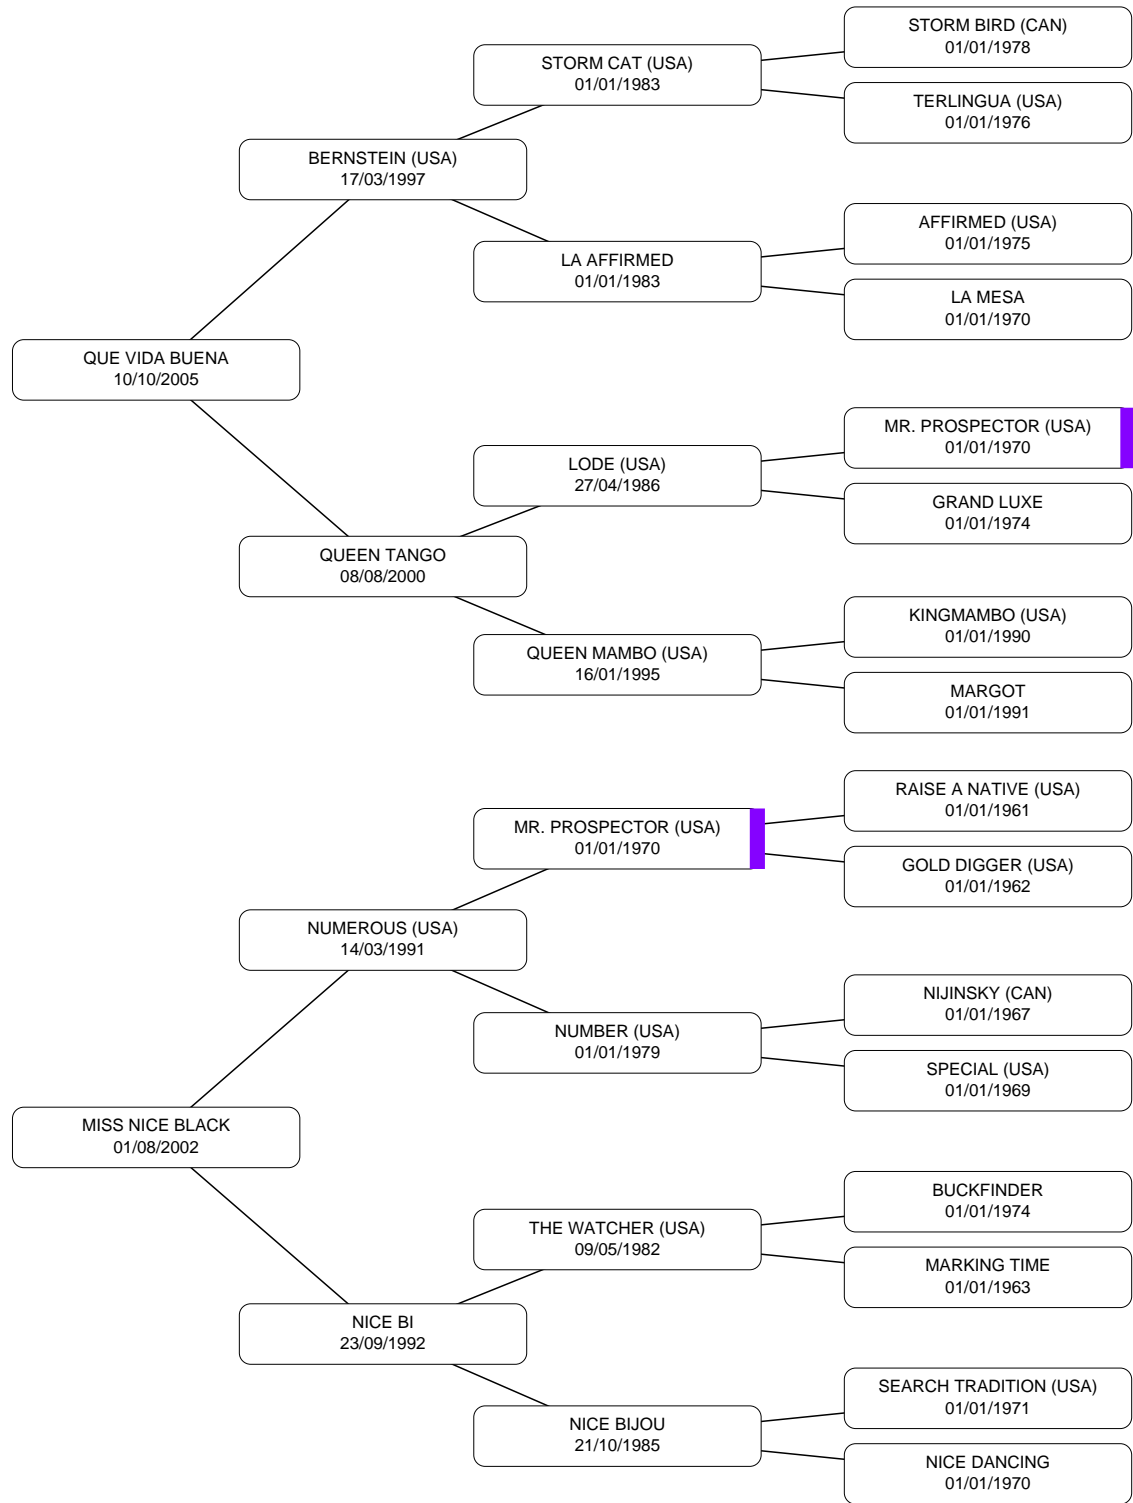 STORM BIRD (CAN)
01/01/1978
STORM CAT (USA)
01/01/1983
TERLINGUA (USA)
01/01/1976
BERNSTEIN (USA)
17/03/1997
AFFIRMED (USA)
01/01/1975
LA AFFIRMED
01/01/1983
LA MESA
01/01/1970
QUE VIDA BUENA
10/10/2005
MR. PROSPECTOR (USA)
01/01/1970
LODE (USA)
27/04/1986
GRAND LUXE
01/01/1974
QUEEN TANGO
08/08/2000
KINGMAMBO (USA)
01/01/1990
QUEEN MAMBO (USA)
16/01/1995
MARGOT
01/01/1991
RAISE A NATIVE (USA)
01/01/1961
MR. PROSPECTOR (USA)
01/01/1970
GOLD DIGGER (USA)
01/01/1962
NUMEROUS (USA)
14/03/1991
NIJINSKY (CAN)
01/01/1967
NUMBER (USA)
01/01/1979
SPECIAL (USA)
01/01/1969
MISS NICE BLACK
01/08/2002
BUCKFINDER
01/01/1974
THE WATCHER (USA)
09/05/1982
MARKING TIME
01/01/1963
NICE BI
23/09/1992
SEARCH TRADITION (USA)
01/01/1971
NICE BIJOU
21/10/1985
NICE DANCING
01/01/1970